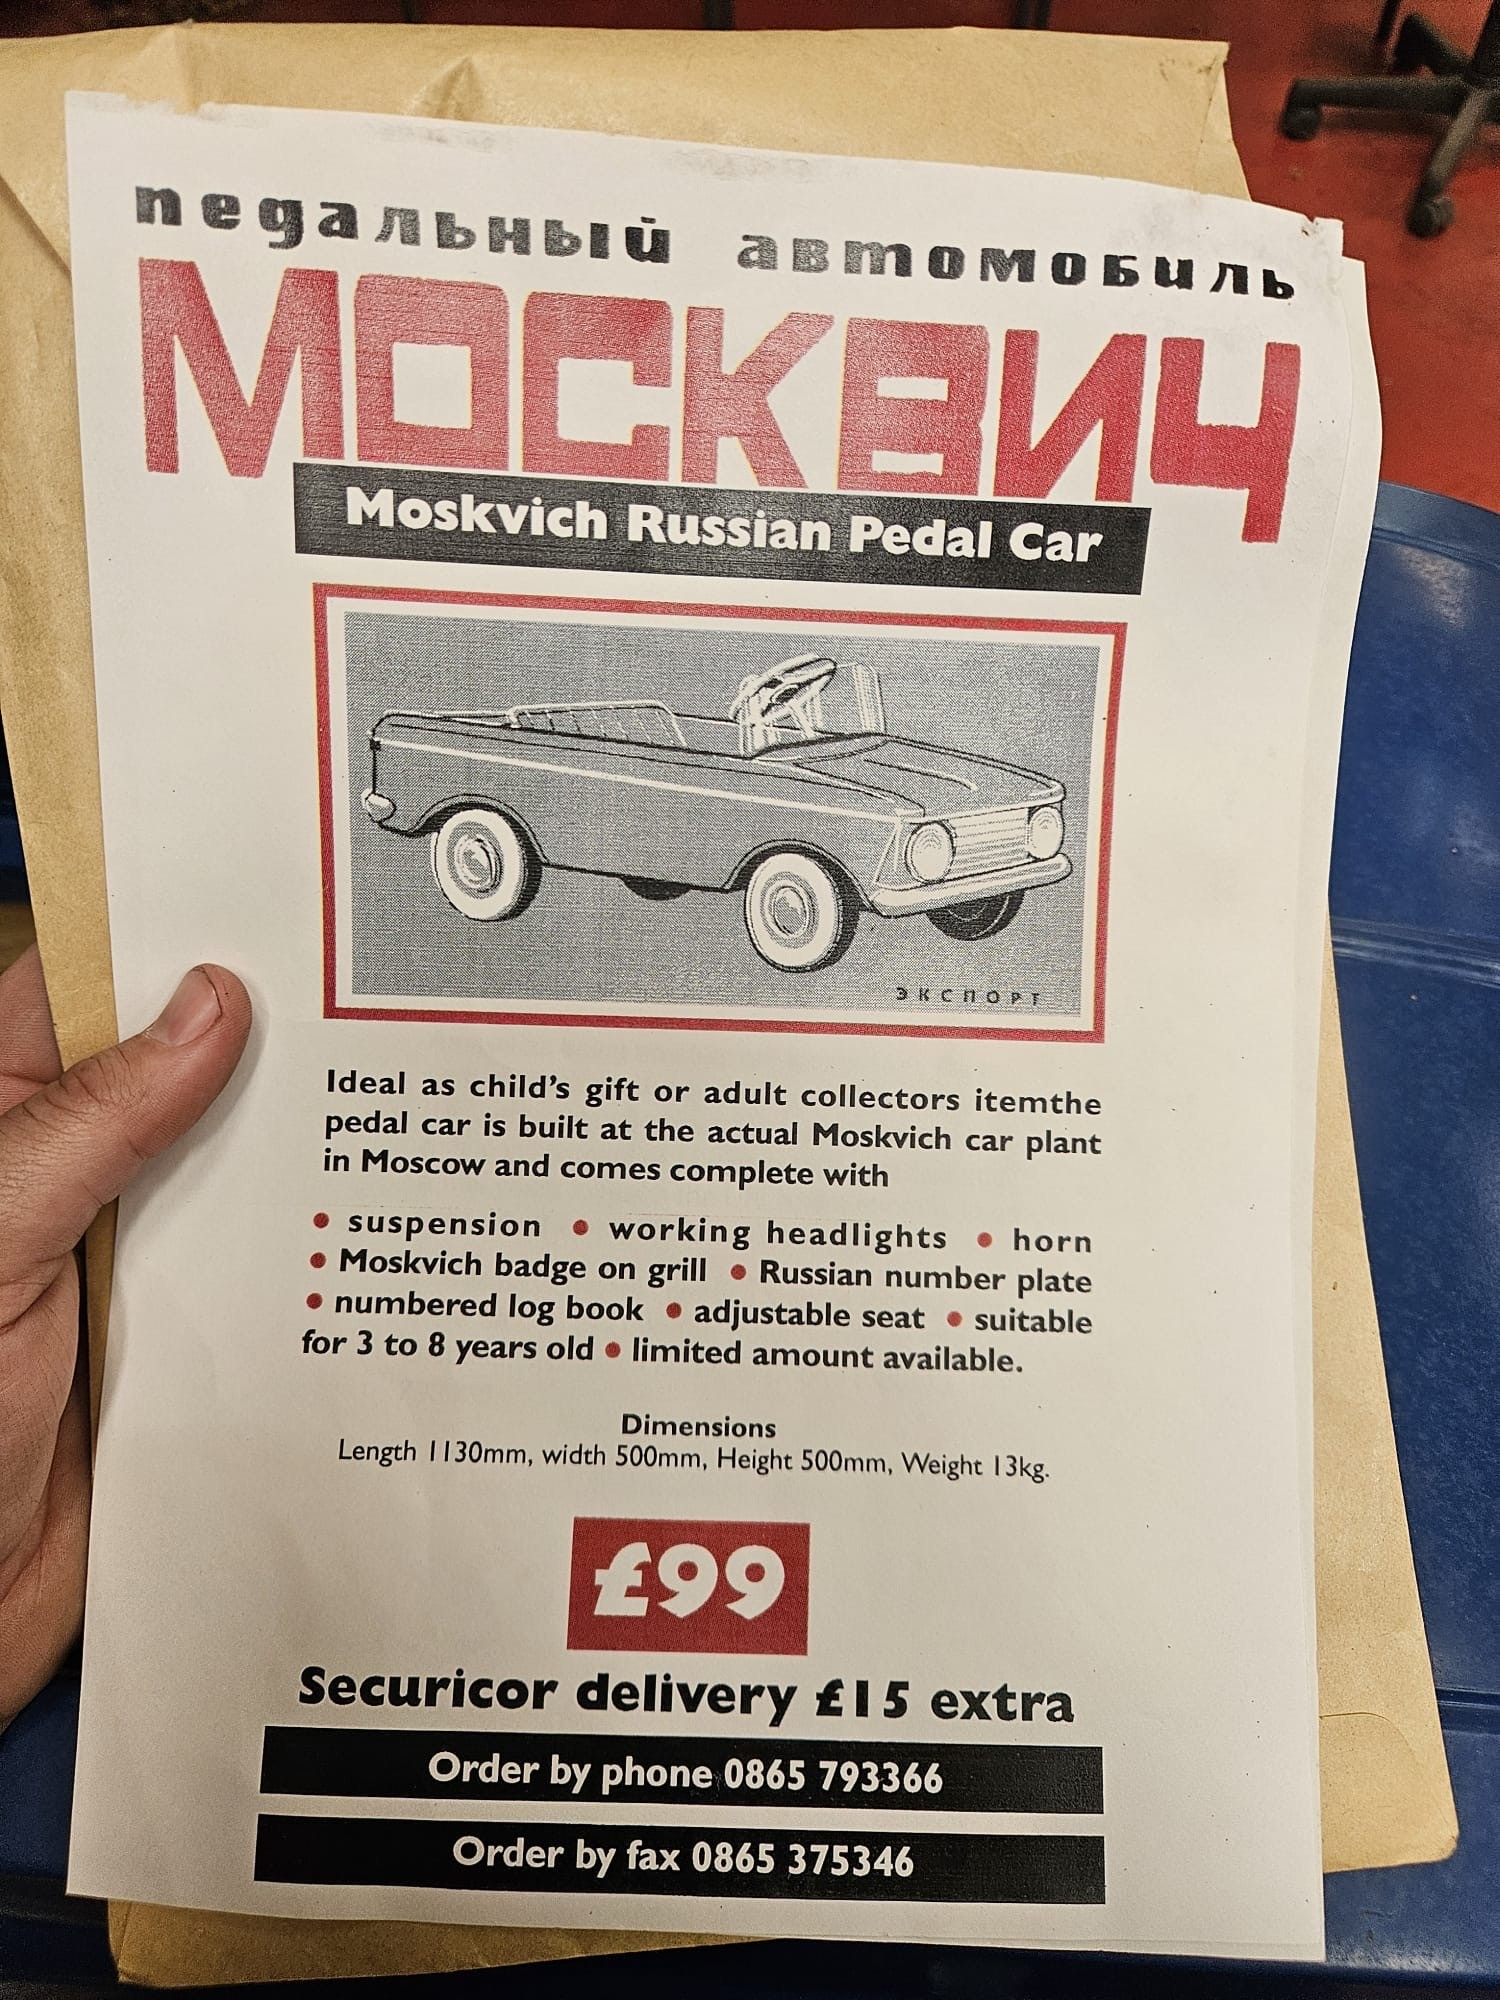 педальный автомобиль
МОСКВИЧ
Moskvich Russian Pedal Car
ЭКСПОРТ
Ideal as child's gift or adult collectors itemthe
pedal car is built at the actual Moskvich car plant
in Moscow and comes complete with
• suspension • working headlights • horn
• Moskvich badge on grill • Russian number plate
• numbered log book • adjustable seat • suitable
for 3 to 8 years old • limited amount available.
Dimensions
Length 1130mm, width 500mm, Height 500mm, Weight 13kg.
£99
Securicor delivery £15 extra
Order by phone 0865 793366
Order by fax 0865 375346